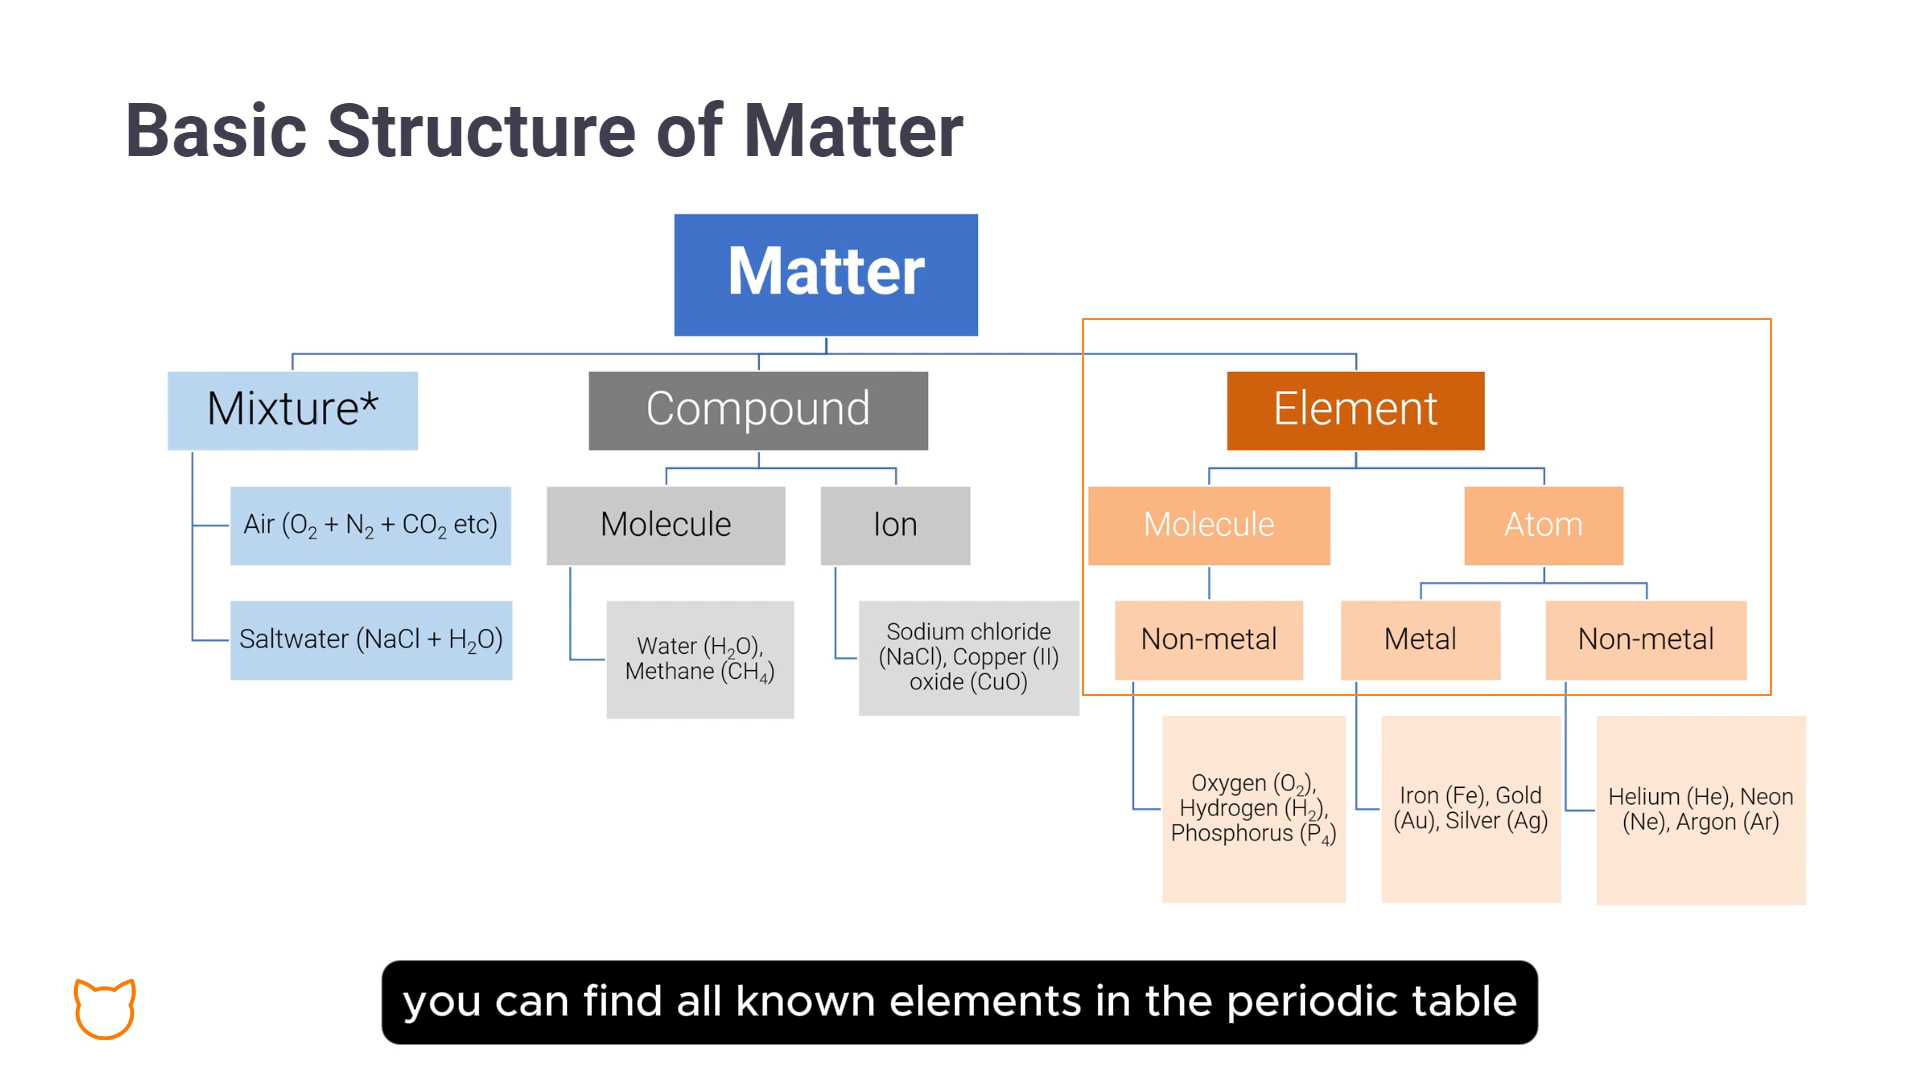 Basic Structure of Matter
Matter
Mixture*
Compound
Element
Air (O₂ + N₂ + CO₂ etc)
Molecule
Ion
Molecule
Atom
Saltwater (NaCl + H₂O)
Water (H₂O),
Methane (CH₄)
Sodium chloride
(NaCl), Copper (II)
oxide (CuO)
Non-metal
Metal
Non-metal
Oxygen (O₂),
Hydrogen (H₂),
Phosphorus (P₄)
Iron (Fe), Gold
(Au), Silver (Ag)
Helium (He), Neon
(Ne), Argon (Ar)
you can find all known elements in the periodic table